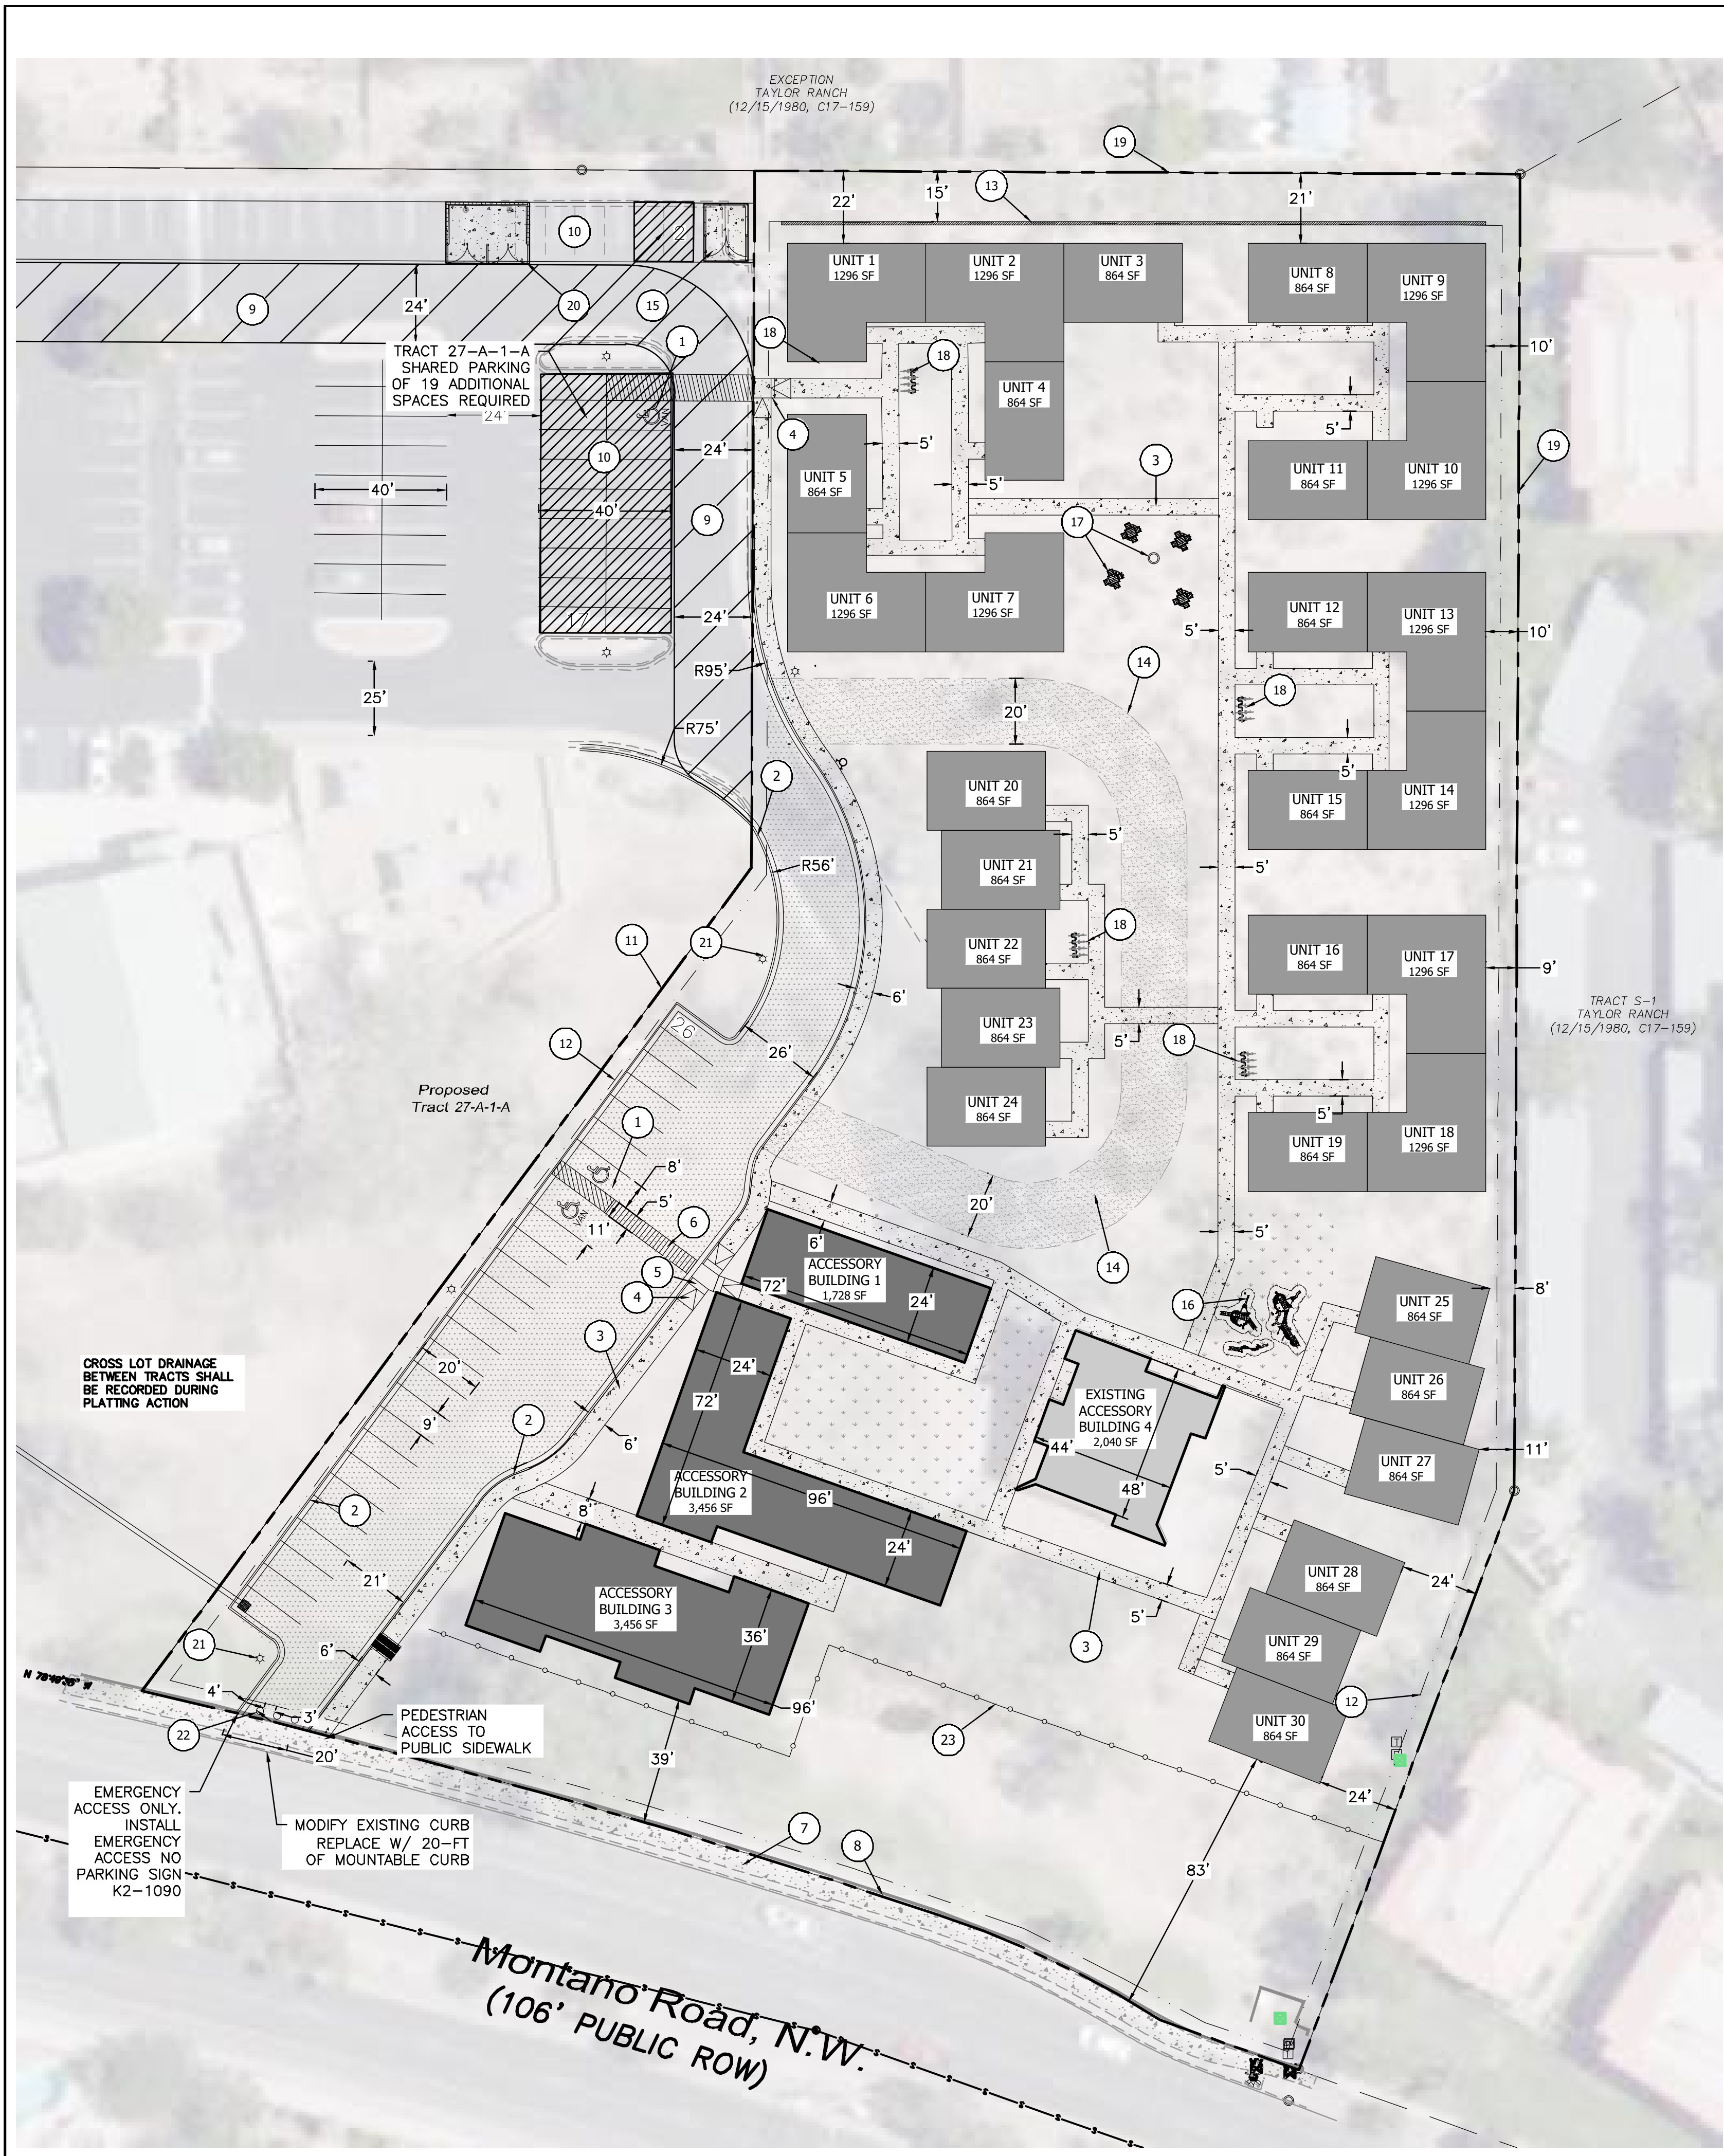 EXCEPTION
TAYLOR RANCH
(12/15/1980, C17-159)
19
13
22'
15'
21'
10
2
9
24'
20
15
1
TRACT 27-A-1-A
SHARED PARKING
OF 19 ADDITIONAL
SPACES REQUIRED
24'
VAN
UNIT 1
1296 SF
UNIT 2
1296 SF
UNIT 3
864 SF
UNIT 8
864 SF
UNIT 9
1296 SF
18
18
10'
UNIT 4
864 SF
4
10
24'
40'
40'
9
5'
5'
UNIT 5
864 SF
3
5'
UNIT 11
864 SF
UNIT 10
1296 SF
19
17
UNIT 6
1296 SF
UNIT 7
1296 SF
17
24'
UNIT 12
864 SF
UNIT 13
1296 SF
5'
10'
R95'
25'
R75'
14
20'
18
5'
2
UNIT 20
864 SF
UNIT 15
864 SF
UNIT 14
1296 SF
5'
UNIT 21
864 SF
R56'
5'
11
21
18
UNIT 22
864 SF
UNIT 16
864 SF
UNIT 17
1296 SF
9'
6'
26
26'
12
UNIT 23
864 SF
5'
18
TRACT S-1
TAYLOR RANCH
(12/15/1980, C17-159)
Proposed
Tract 27-A-1-A
UNIT 24
864 SF
5'
UNIT 19
864 SF
UNIT 18
1296 SF
1
8'
5'
VAN
11'
6
20'
5'
6'
14
5
4
72'
ACCESSORY
BUILDING 1
1,728 SF
24'
16
8'
UNIT 25
864 SF
3
CROSS LOT DRAINAGE
BETWEEN TRACTS SHALL
BE RECORDED DURING
PLATTING ACTION
20'
9'
24'
72'
EXISTING
ACCESSORY
BUILDING 4
2,040 SF
44'
48'
UNIT 26
864 SF
UNIT 27
864 SF
11'
2
6'
5'
ACCESSORY
BUILDING 2
3,456 SF
96'
24'
2
8'
21'
ACCESSORY
BUILDING 3
3,456 SF
36'
96'
3
5'
UNIT 28
864 SF
24'
UNIT 29
864 SF
UNIT 30
864 SF
12
24'
21
6'
4'
3'
22
20'
PEDESTRIAN
ACCESS TO
PUBLIC SIDEWALK
39'
23
T
EMERGENCY
ACCESS ONLY.
INSTALL
EMERGENCY
ACCESS NO
PARKING SIGN
K2-1090
MODIFY EXISTING CURB
REPLACE W/ 20-FT
OF MOUNTABLE CURB
7
8
83'
Montano Road, N.W.
(106' PUBLIC ROW)